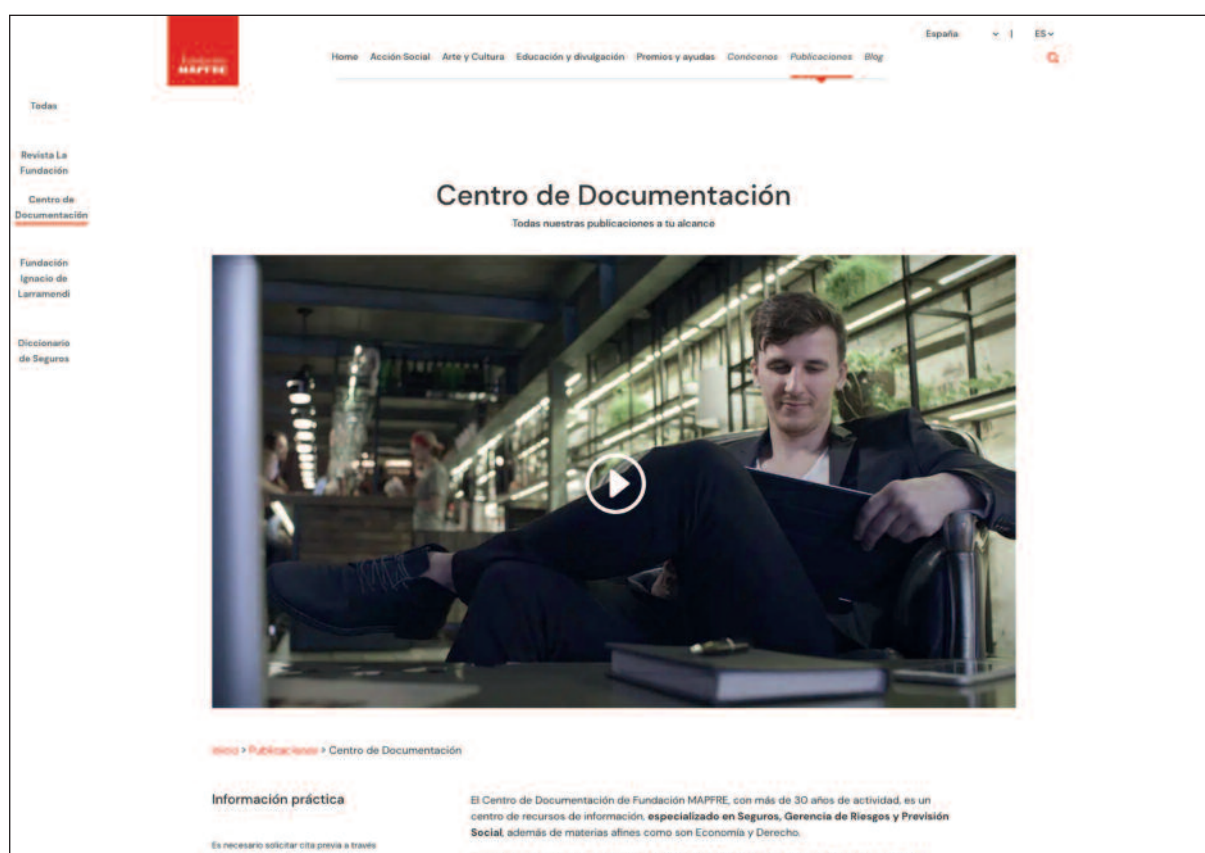 España | ES
Fundación
MAPFRE
Home Acción Social Arte y Cultura Educación y divulgación Premios y ayudas Conócenos Publicaciones Blog
Todas
Revista La
Fundación
Centro de
Documentación
Fundación
Ignacio de
Larramendi
Diccionario
de Seguros
Centro de Documentación
Todas nuestras publicaciones a tu alcance
Inicio > Publicaciones > Centro de Documentación
Información práctica
Es necesario solicitar cita previa a través
El Centro de Documentación de Fundación MAPFRE, con más de 30 años de actividad, es un
centro de recursos de información, especializado en Seguros, Gerencia de Riesgos y Previsión
Social, además de materias afines como son Economía y Derecho.